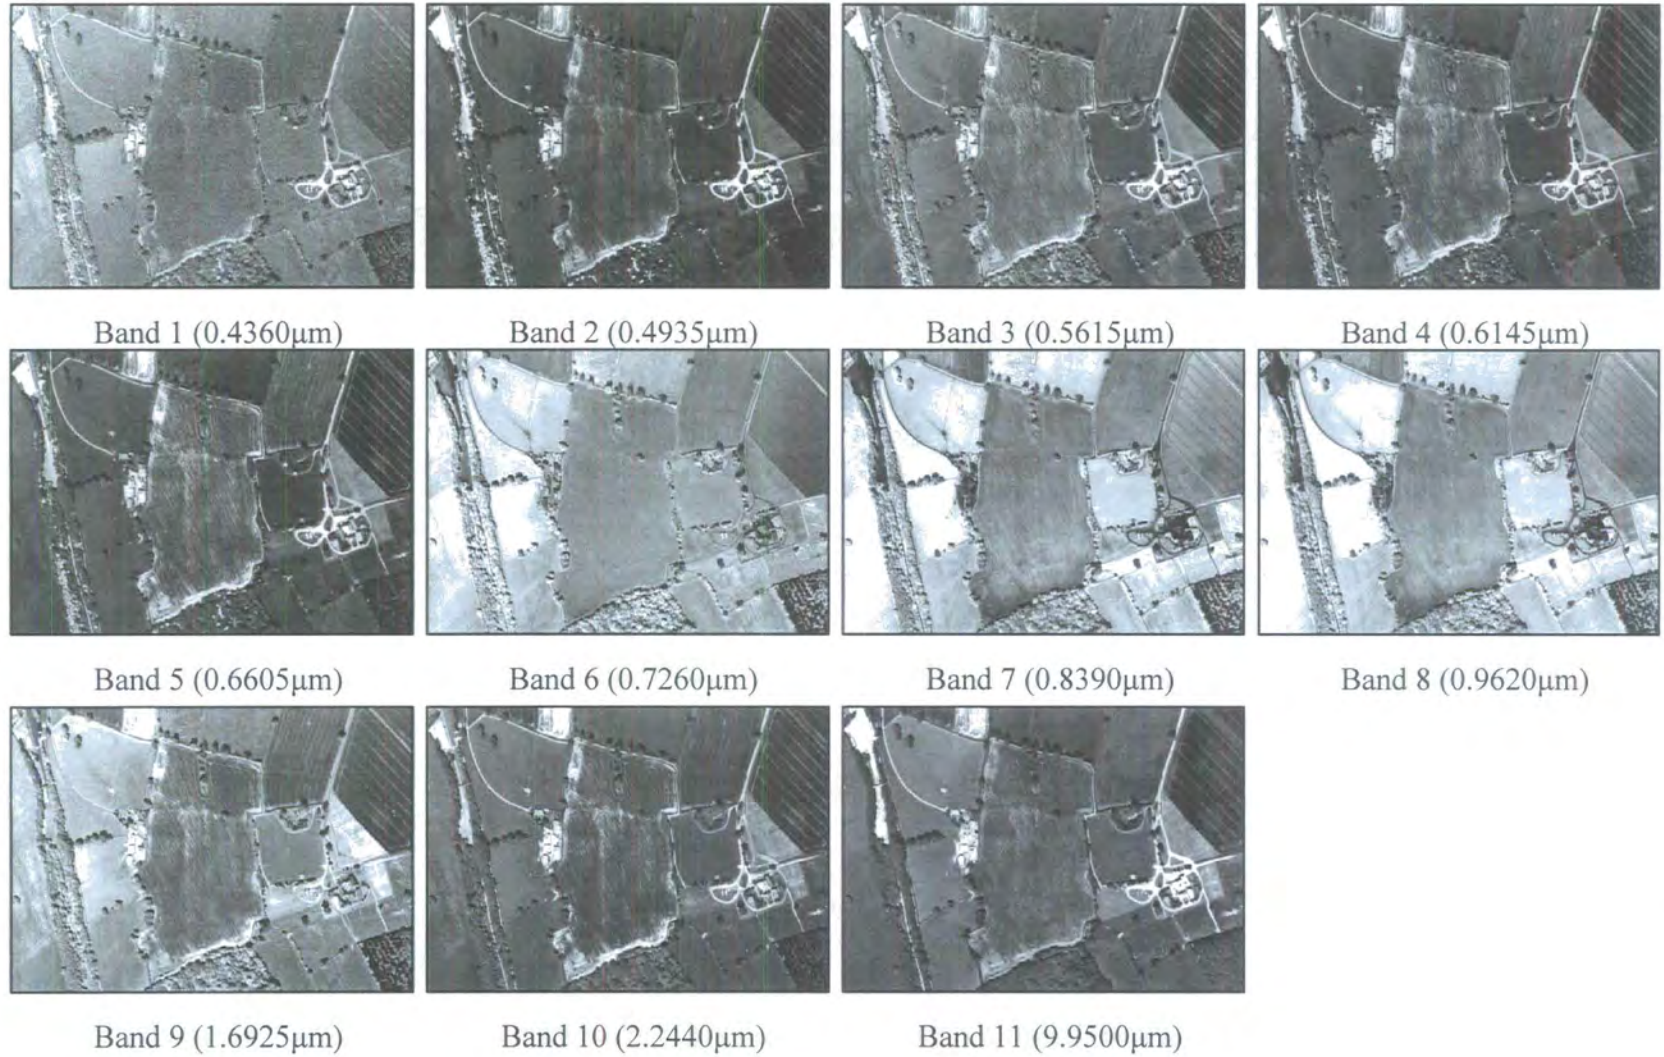 Band 1 (0.4360μm) Band 2 (0.4935μm) Band 3 (0.5615μm) Band 4 (0.6145μm)
Band 5 (0.6605μm) Band 6 (0.7260μm) Band 7 (0.8390μm) Band 8 (0.9620μm)
Band 9 (1.6925μm) Band 10 (2.2440μm) Band 11 (9.9500μm)